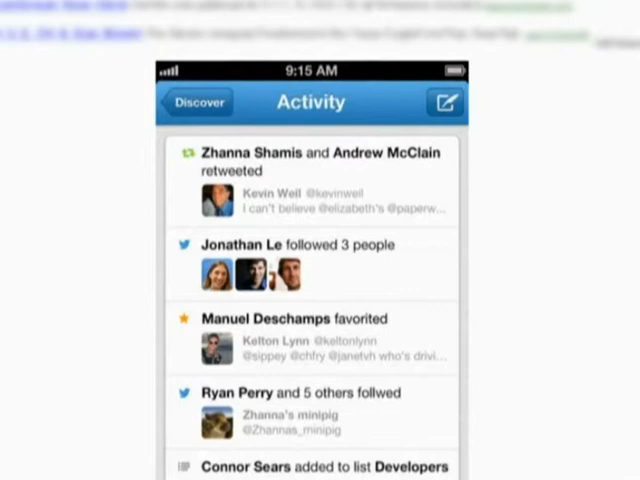 9:15 AM
Discover
Activity
Zhanna Shamis and Andrew McClain
retweeted
Kevin Weil @kevinweil
I can't believe @elizabeth's @paperw...
Jonathan Le followed 3 people
Manuel Deschamps favorited
Kelton Lynn @keltonlynn
@sippey @chfry @janetvh who's drivi...
Ryan Perry and 5 others follwed
Zhanna's minipig
@Zhannas_minipig
Connor Sears added to list Developers